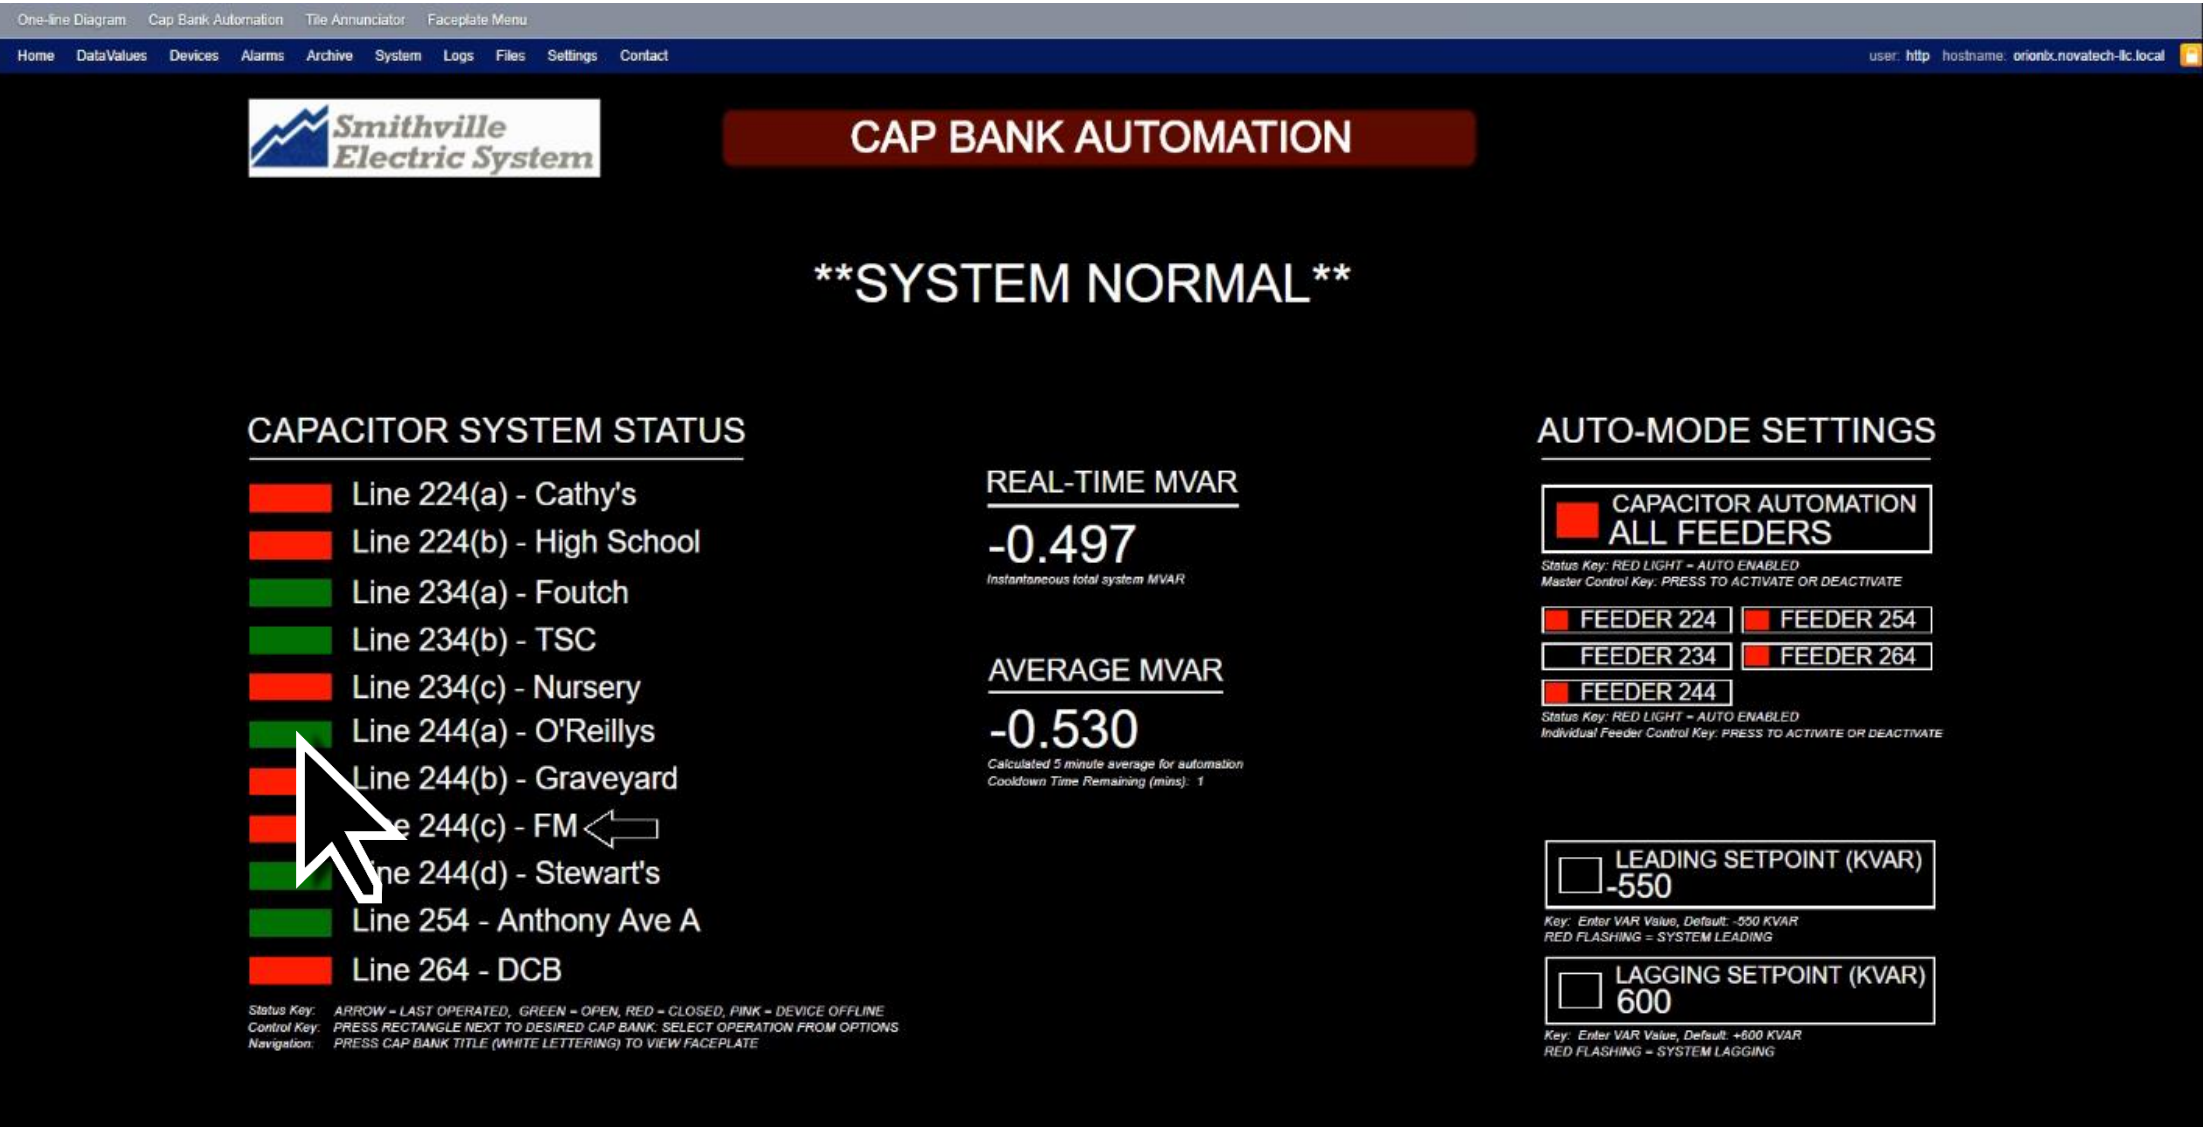 One-line Diagram Cap Bank Automation Tile Annunciator Faceplate Menu
Home DataValues Devices Alarms Archive System Logs Files Settings Contact user: http hostname: orionlx.novatech-llc.local
Smithville
Electric System
CAP BANK AUTOMATION
**SYSTEM NORMAL**
CAPACITOR SYSTEM STATUS
Line 224(a) - Cathy's
Line 224(b) - High School
Line 234(a) - Foutch
Line 234(b) - TSC
Line 234(c) - Nursery
Line 244(a) - O'Reillys
Line 244(b) - Graveyard
e 244(c) - FM
ine 244(d) - Stewart's
Line 254 - Anthony Ave A
Line 264 - DCB
Status Key: ARROW = LAST OPERATED, GREEN = OPEN, RED = CLOSED, PINK = DEVICE OFFLINE
Control Key: PRESS RECTANGLE NEXT TO DESIRED CAP BANK: SELECT OPERATION FROM OPTIONS
Navigation: PRESS CAP BANK TITLE (WHITE LETTERING) TO VIEW FACEPLATE
REAL-TIME MVAR
-0.497
Instantaneous total system MVAR
AVERAGE MVAR
-0.530
Calculated 5 minute average for automation
Cooldown Time Remaining (mins): 1
AUTO-MODE SETTINGS
CAPACITOR AUTOMATION
ALL FEEDERS
Status Key: RED LIGHT = AUTO ENABLED
Master Control Key: PRESS TO ACTIVATE OR DEACTIVATE
FEEDER 224 FEEDER 254
FEEDER 234 FEEDER 264
FEEDER 244
Status Key: RED LIGHT = AUTO ENABLED
Individual Feeder Control Key: PRESS TO ACTIVATE OR DEACTIVATE
LEADING SETPOINT (KVAR)
-550
Key: Enter VAR Value, Default: -550 KVAR
RED FLASHING = SYSTEM LEADING
LAGGING SETPOINT (KVAR)
600
Key: Enter VAR Value, Default: +600 KVAR
RED FLASHING = SYSTEM LAGGING